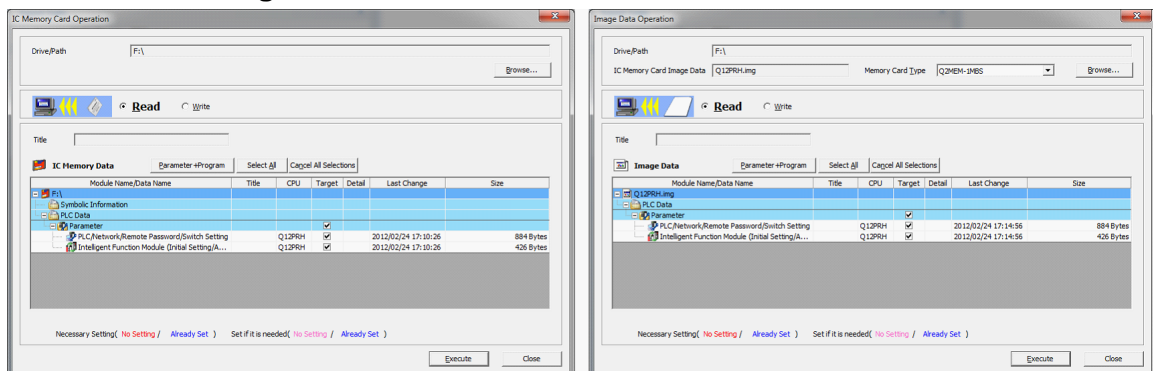 IC Memory Card Operation
Drive/Path F:\
Browse...
Read Write
Title
IC Memory Data Parameter+Program Select All Cancel All Selections
Module Name/Data Name Title CPU Target Detail Last Change Size
F:\
Symbolic Information
PLC Data
Parameter
PLC/Network/Remote Password/Switch Setting Q12PRH 2012/02/24 17:10:26 884 Bytes
Intelligent Function Module (Initial Setting/A... Q12PRH 2012/02/24 17:10:26 426 Bytes
Necessary Setting( No Setting / Already Set ) Set if it is needed( No Setting / Already Set )
Execute Close
Image Data Operation
Drive/Path F:\
IC Memory Card Image Data Q12PRH.img Memory Card Type Q2MEM-1MBS Browse...
Read Write
Title
Image Data Parameter+Program Select All Cancel All Selections
Module Name/Data Name Title CPU Target Detail Last Change Size
Q12PRH.img
PLC Data
Parameter
PLC/Network/Remote Password/Switch Setting Q12PRH 2012/02/24 17:14:56 884 Bytes
Intelligent Function Module (Initial Setting/A... Q12PRH 2012/02/24 17:14:56 426 Bytes
Necessary Setting( No Setting / Already Set ) Set if it is needed( No Setting / Already Set )
Execute Close